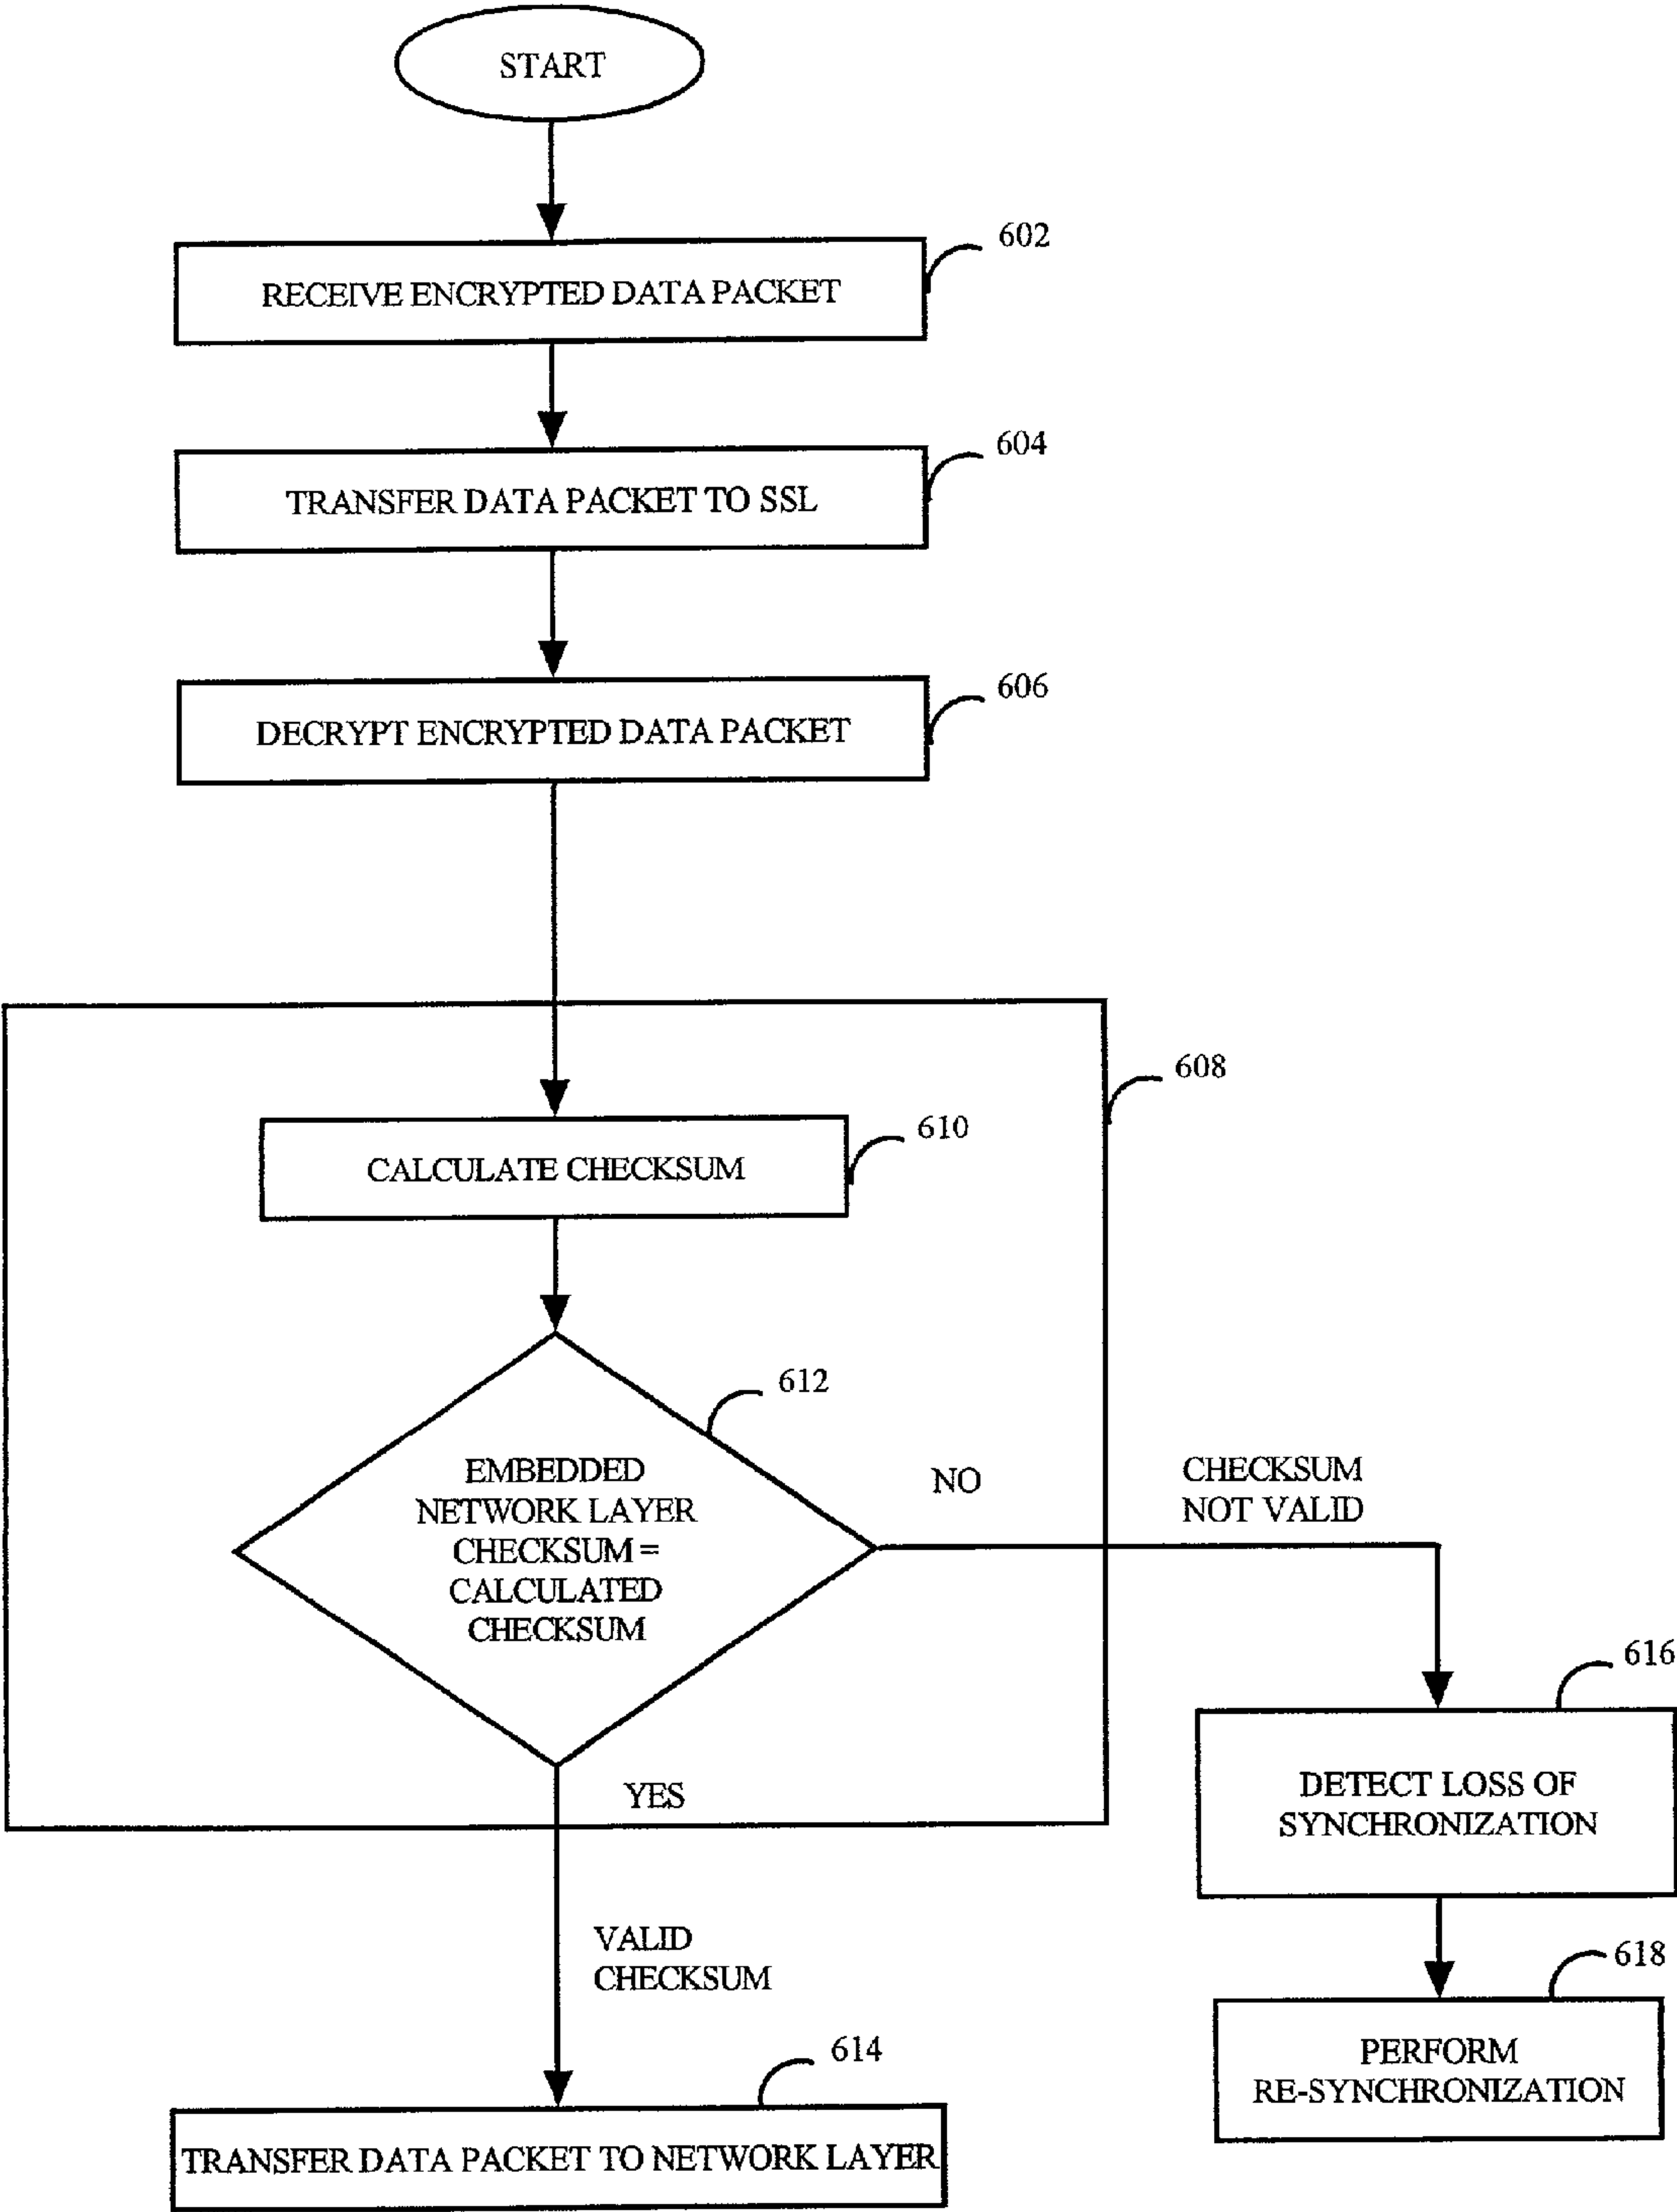 START
602
RECEIVE ENCRYPTED DATA PACKET
604
TRANSFER DATA PACKET TO SSL
606
DECRYPT ENCRYPTED DATA PACKET
608
610
CALCULATE CHECKSUM
612
EMBEDDED
NETWORK LAYER
CHECKSUM =
CALCULATED
CHECKSUM
NO
CHECKSUM
NOT VALID
616
DETECT LOSS OF
SYNCHRONIZATION
YES
VALID
CHECKSUM
618
PERFORM
RE-SYNCHRONIZATION
614
TRANSFER DATA PACKET TO NETWORK LAYER